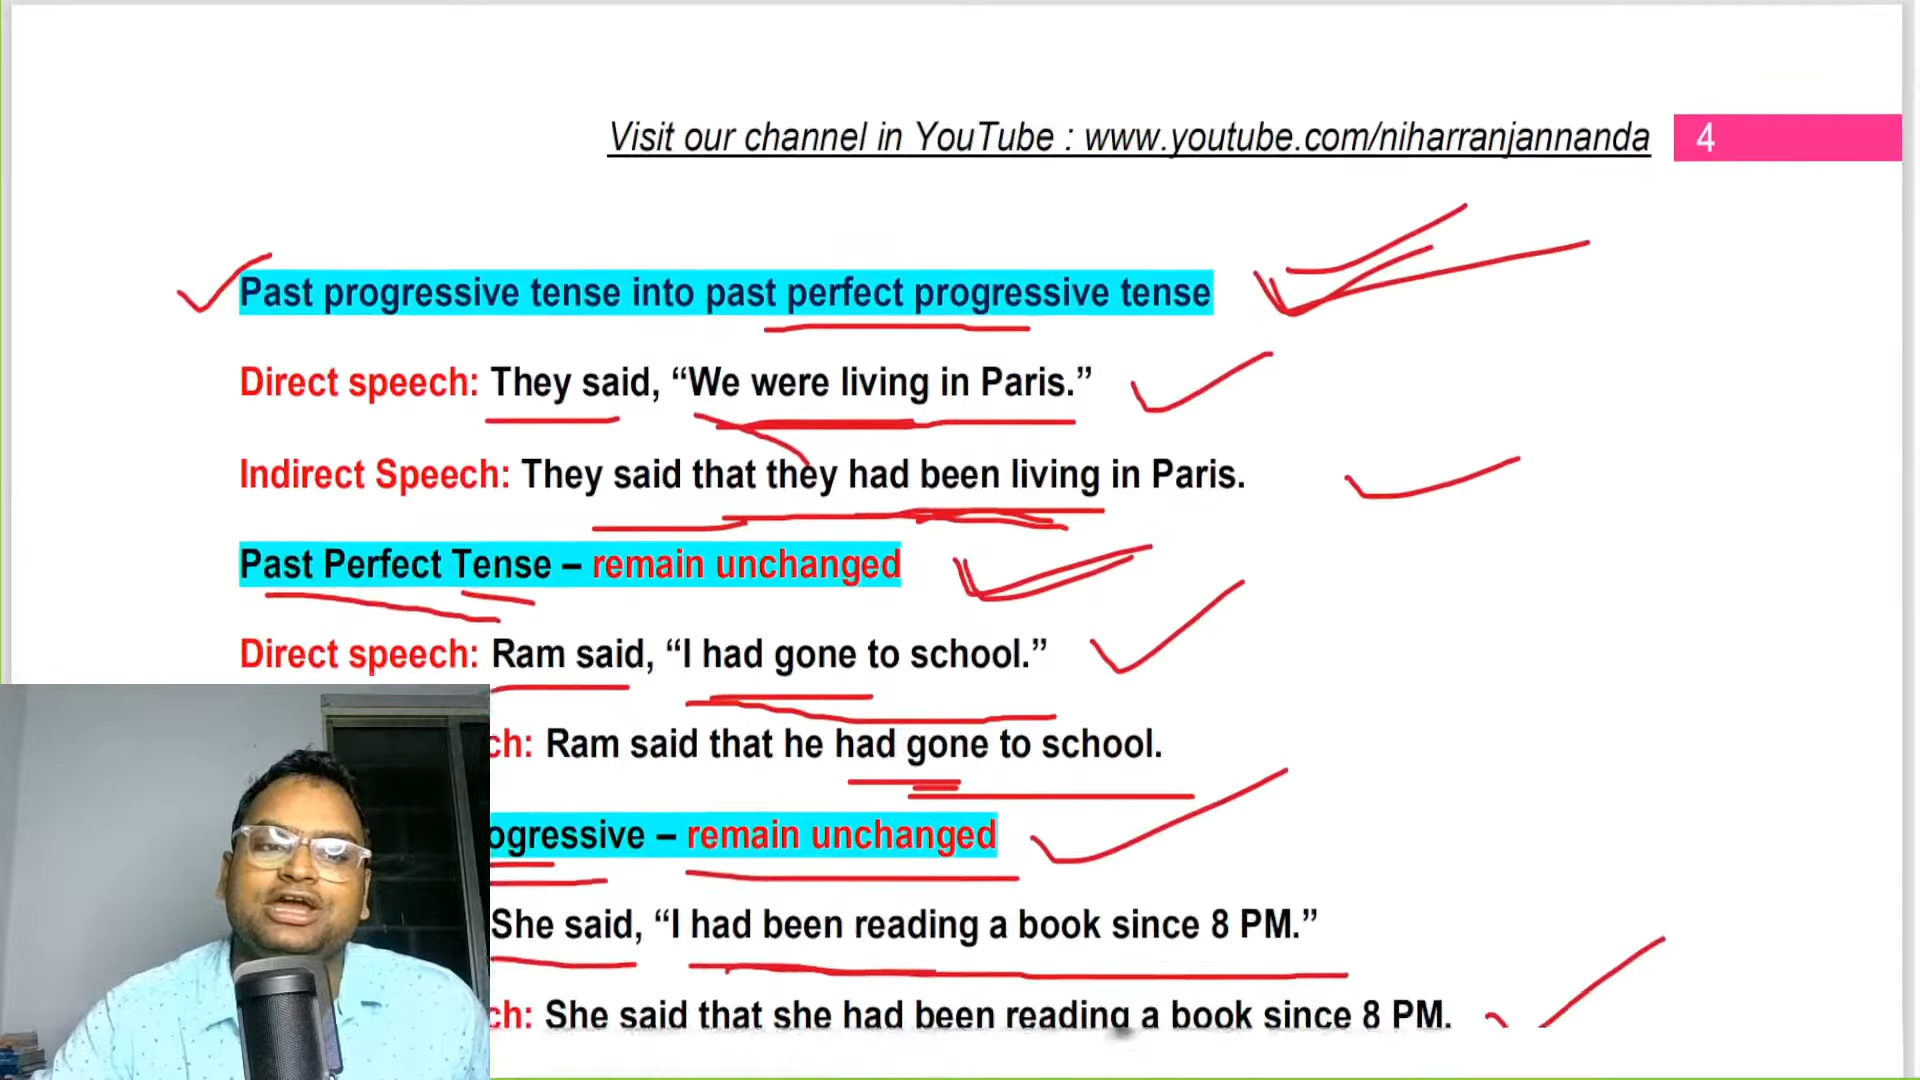 Visit our channel in YouTube : www.youtube.com/niharranjannanda 4
Past progressive tense into past perfect progressive tense
Direct speech: They said, “We were living in Paris.”
Indirect Speech: They said that they had been living in Paris.
Past Perfect Tense – remain unchanged
Direct speech: Ram said, “I had gone to school.”
ch: Ram said that he had gone to school.
ogressive – remain unchanged
She said, “I had been reading a book since 8 PM.”
ch: She said that she had been reading a book since 8 PM.